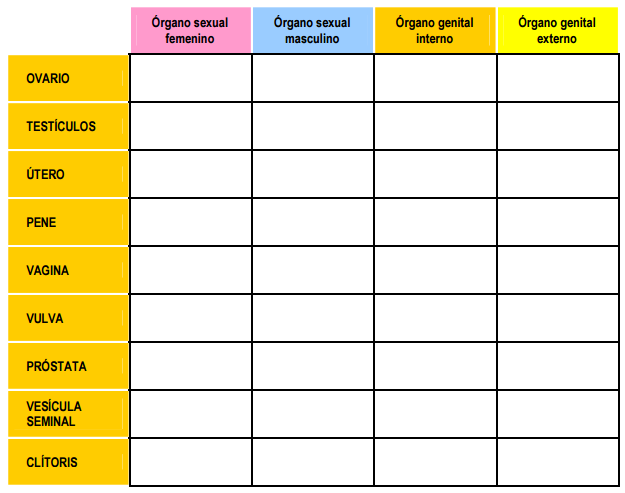 Órgano sexual femenino
Órgano sexual masculino
Órgano genital interno
Órgano genital externo
OVARIO
TESTÍCULOS
ÚTERO
PENE
VAGINA
VULVA
PRÓSTATA
VESÍCULA
SEMINAL
CLÍTORIS